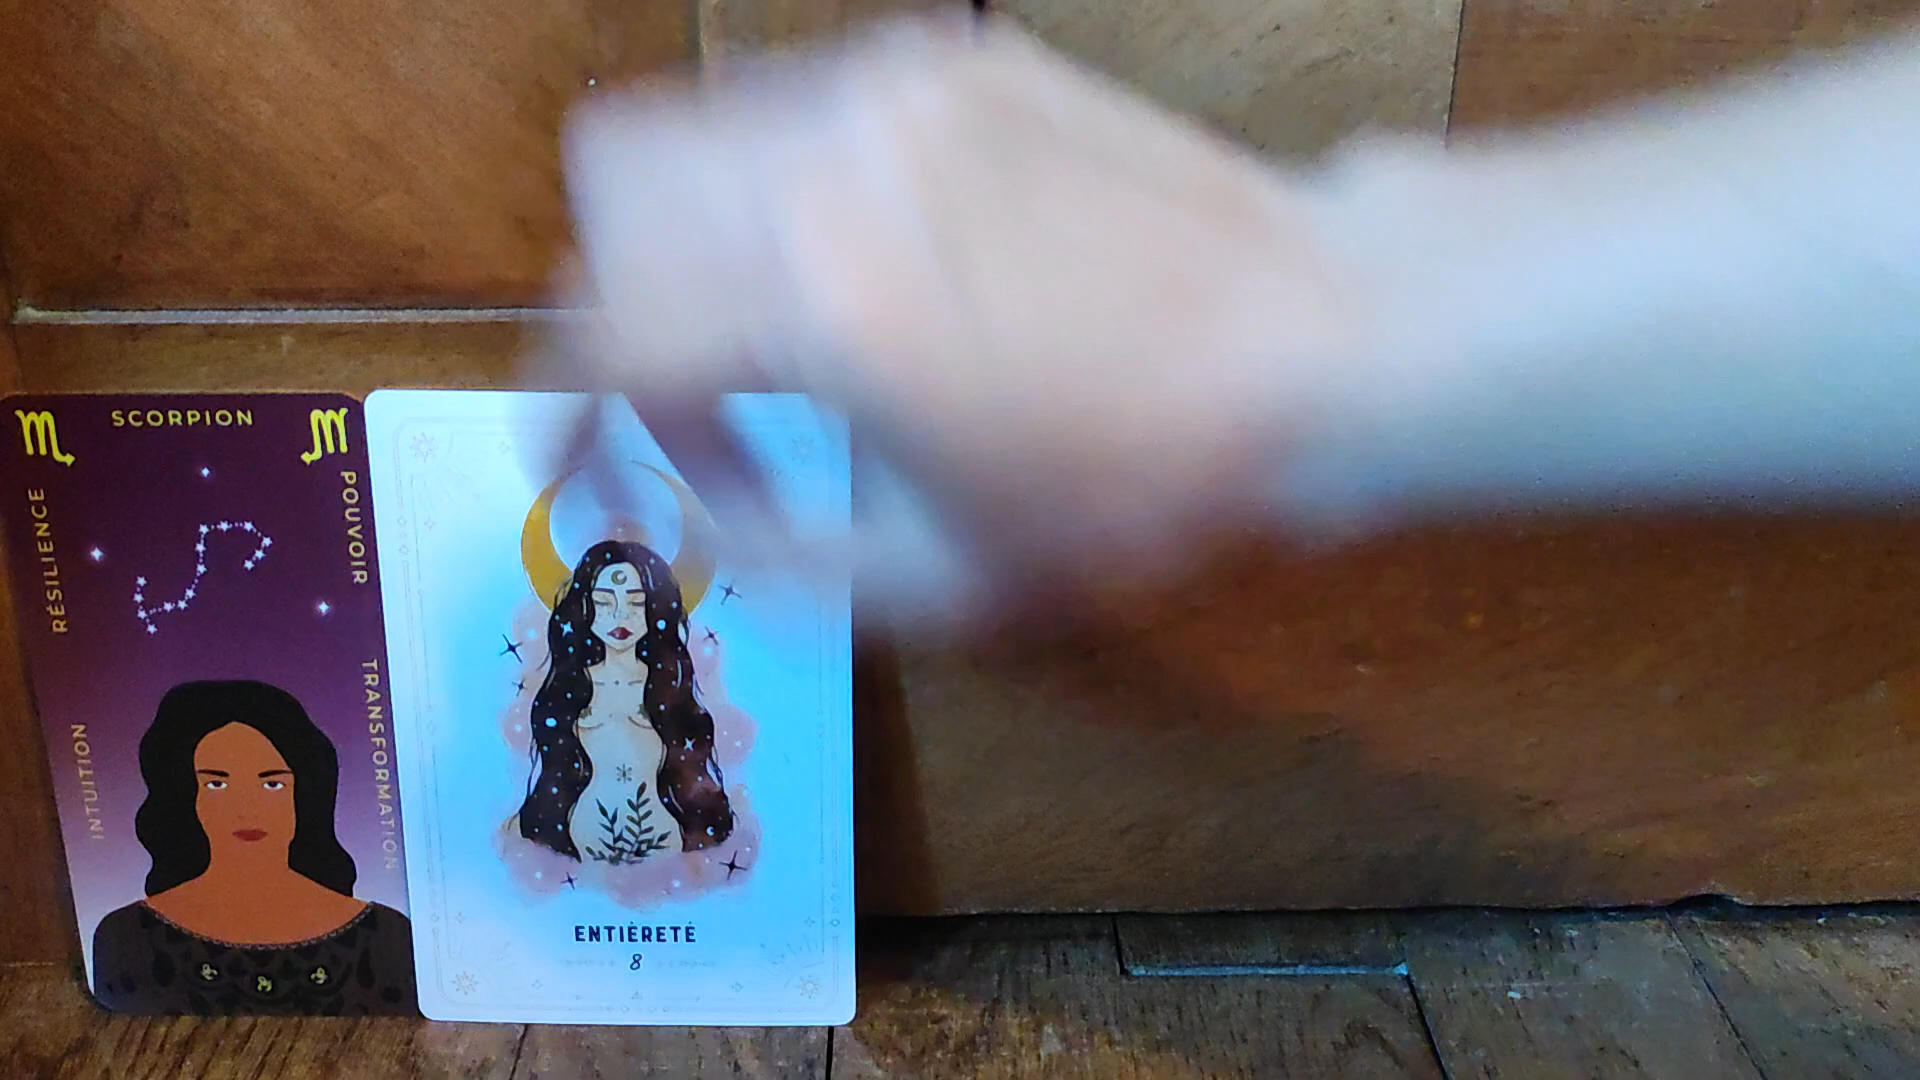 SCORPION
RÉSILIENCE
POUVOIR
INTUITION
TRANSFORMATION
ENTIÈRETÉ
8